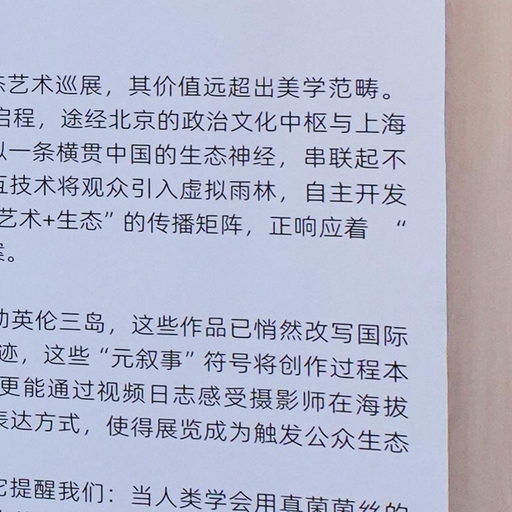 艺术巡展，其价值远超出美学范畴。
启程，途经北京的政治文化中枢与上海
以一条横贯中国的生态神经，串联起不
互技术将观众引入虚拟雨林，自主开发
艺术+生态”的传播矩阵，正响应着 “
案。
动英伦三岛，这些作品已悄然改写国际
迹，这些“元叙事”符号将创作过程本
更能通过视频日志感受摄影师在海拔
表达方式，使得展览成为触发公众生态
它提醒我们：当人类学会用真菌菌丝的